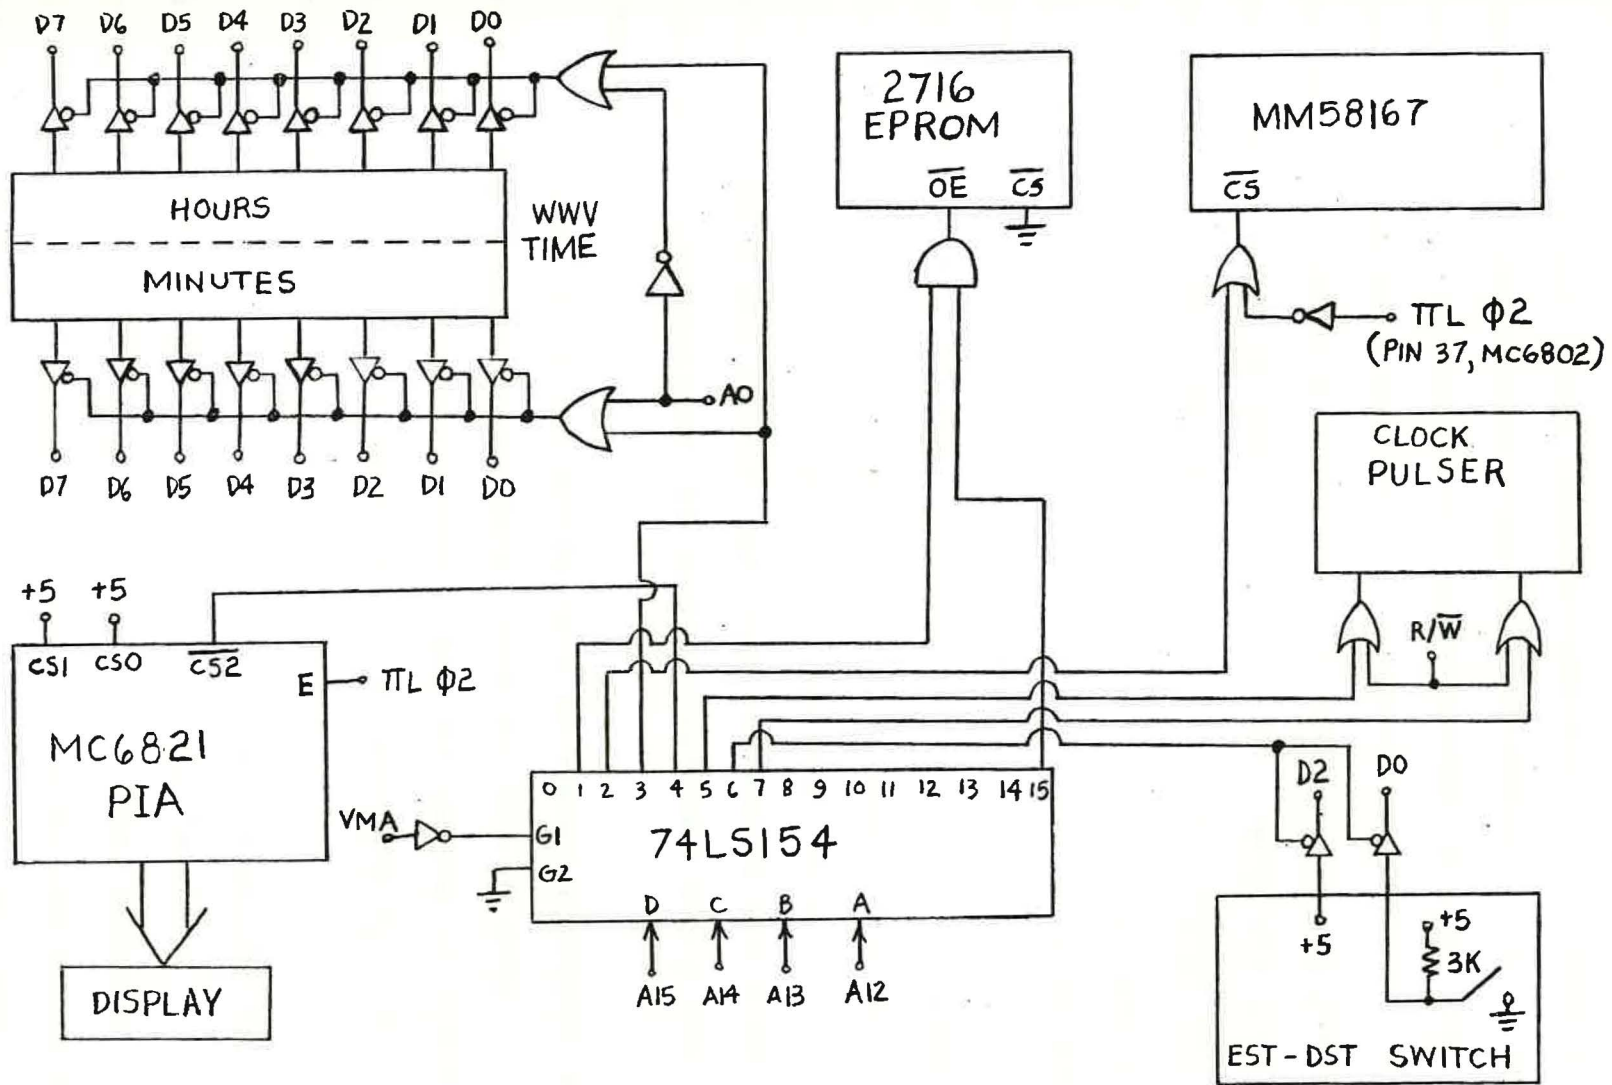 D7 D6 D5 D4 D3 D2 D1 D0
HOURS
MINUTES
WWV
TIME
A0
D7 D6 D5 D4 D3 D2 D1 D0
2716
EPROM
OE CS
MM58167
CS
TTL Φ2
(PIN 37, MC6802)
CLOCK
PULSER
R/W
+5 +5
CS1 CS0 CS2
E
TTL Φ2
MC6821
PIA
DISPLAY
VMA
0 1 2 3 4 5 6 7 8 9 10 11 12 13 14 15
G1
G2
74LS154
D C B A
A15 A14 A13 A12
D2 D0
+5
+5
3K
EST-DST SWITCH